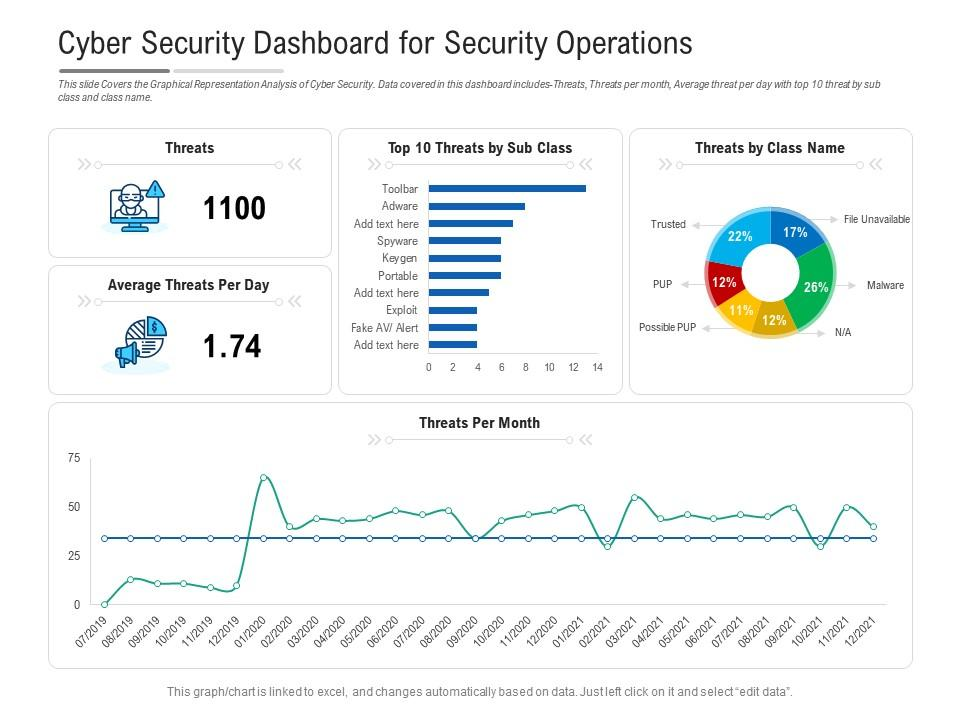 Cyber Security Dashboard for Security Operations
This slide Covers the Graphical Representation Analysis of Cyber Security. Data covered in this dashboard includes-Threats, Threats per month, Average threat per day with top 10 threat by sub
class and class name.
Threats
1100
Average Threats Per Day
$
1.74
Top 10 Threats by Sub Class
Toolbar
Adware
Add text here
Spyware
Keygen
Portable
Add text here
Exploit
Fake AV/ Alert
Add text here
0 2 4 6 8 10 12 14
Threats by Class Name
Trusted
22%
17%
File Unavailable
PUP
12%
26%
Malware
Possible PUP
11%
12%
N/A
Threats Per Month
75
50
25
0
07/2019 08/2019 09/2019 10/2019 11/2019 12/2019 01/2020 02/2020 03/2020 04/2020 05/2020 06/2020 07/2020 08/2020 09/2020 10/2020 11/2020 12/2020 01/2021 02/2021 03/2021 04/2021 05/2021 06/2021 07/2021 08/2021 09/2021 10/2021 11/2021 12/2021
This graph/chart is linked to excel, and changes automatically based on data. Just left click on it and select “edit data”.